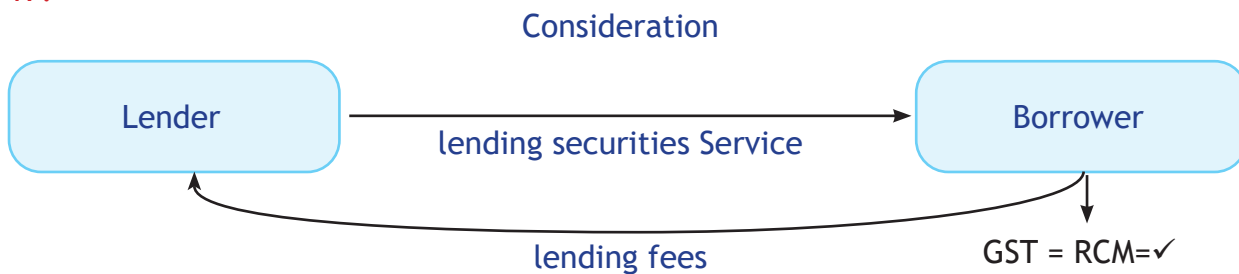 Consideration
Lender
Borrower
lending securities Service
lending fees
GST = RCM=✓